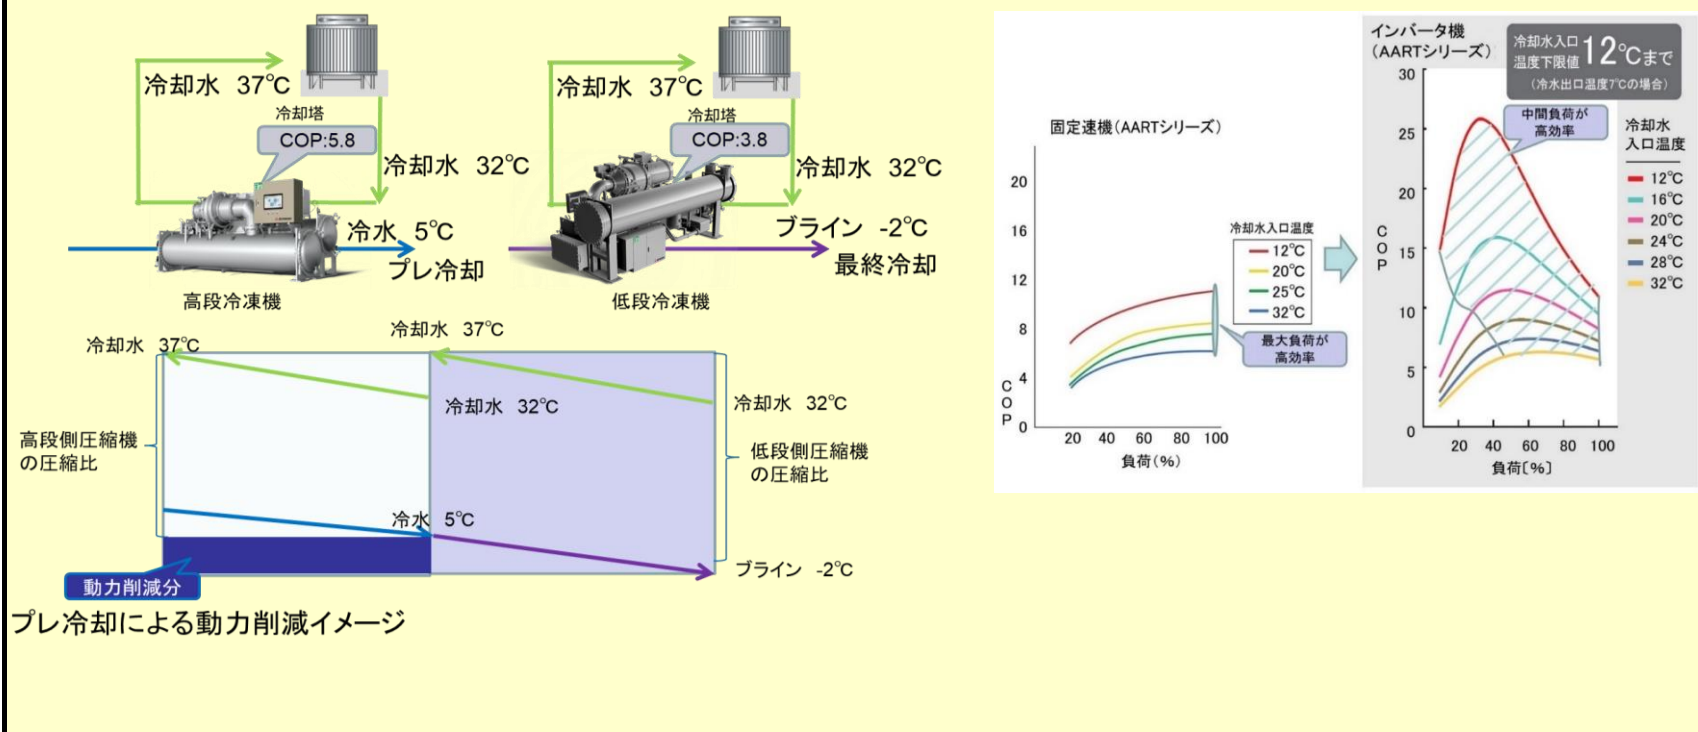 冷却水 37℃
冷却塔
COP:5.8
冷却水 32℃
冷水 5℃
プレ冷却
高段冷凍機
冷却水 37℃
冷却塔
COP:3.8
冷却水 32℃
ブライン -2℃
最終冷却
低段冷凍機
冷却水 37℃
冷却水 37℃
冷却水 32℃
冷却水 32℃
高段側圧縮機
の圧縮比
低段側圧縮機
の圧縮比
冷水 5℃
ブライン -2℃
動力削減分
プレ冷却による動力削減イメージ
固定速機(AARTシリーズ)
20
16
12
8
4
0
COP
20 40 60 80 100
負荷(%)
冷却水入口温度
12℃
20℃
25℃
32℃
最大負荷が
高効率
インバータ機
(AARTシリーズ)
冷却水入口
温度下限値 12℃まで
(冷水出口温度7℃の場合)
中間負荷が
高効率
30
25
20
15
10
5
0
COP
20 40 60 80 100
負荷[%]
冷却水
入口温度
12℃
16℃
20℃
24℃
28℃
32℃